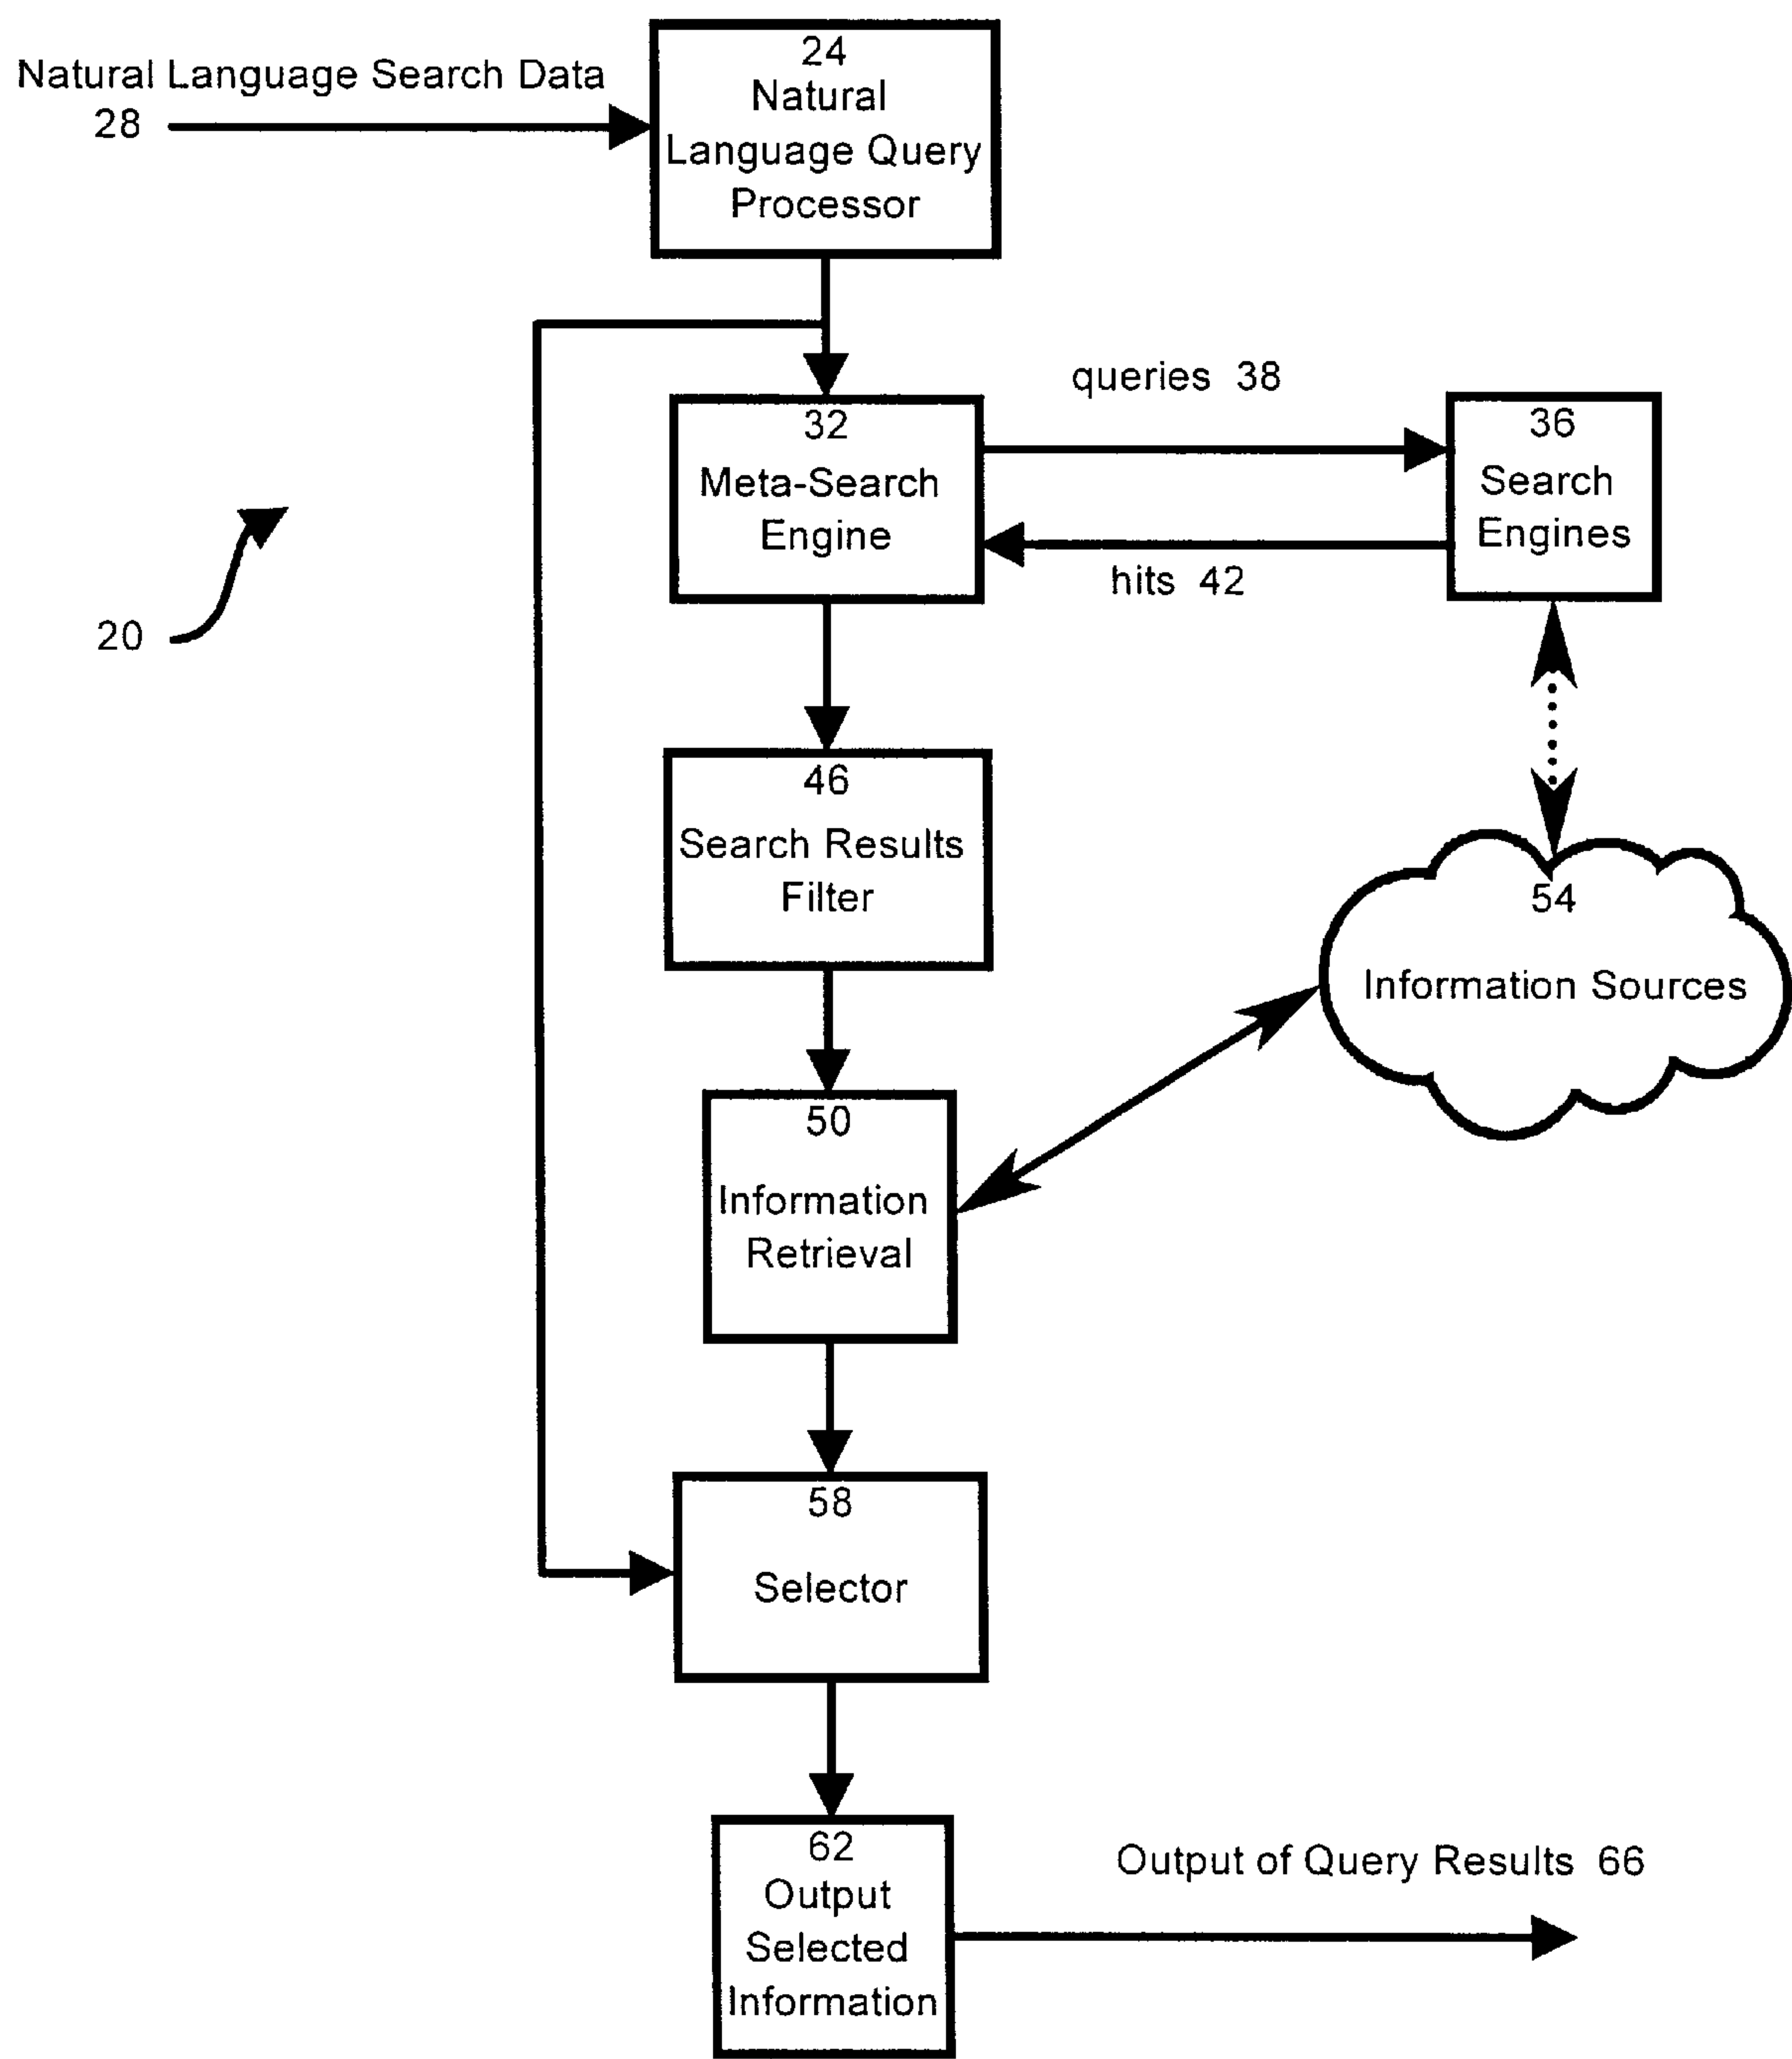 Natural Language Search Data
28
24
Natural
Language Query
Processor
queries 38
32
Meta-Search
Engine
36
Search
Engines
hits 42
20
46
Search Results
Filter
54
Information Sources
50
Information
Retrieval
58
Selector
62
Output
Selected
Information
Output of Query Results 66